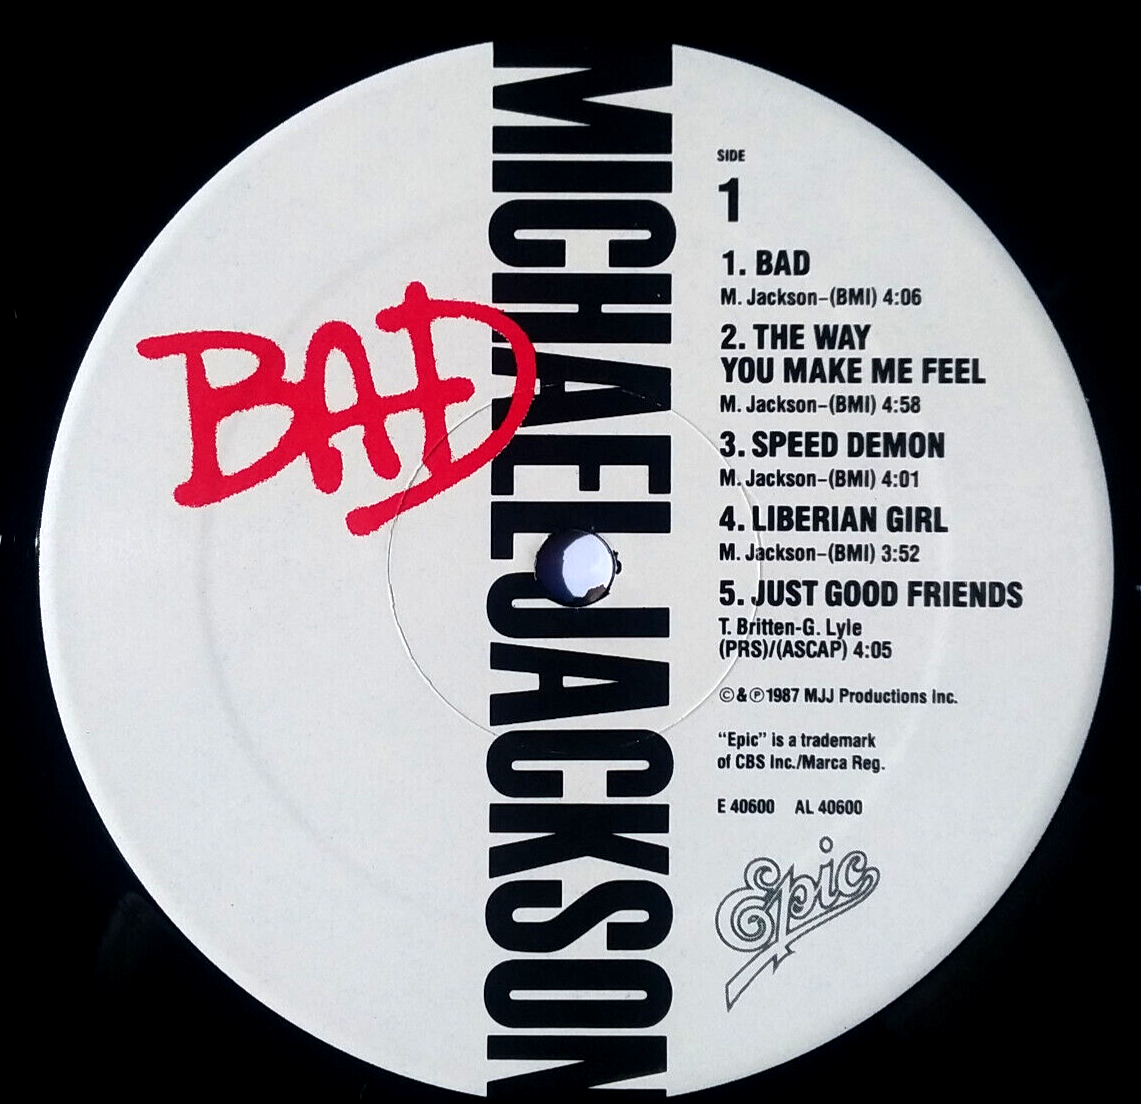 MICHAEL JACKSON
BAD
SIDE
1
1. BAD
M. Jackson–(BMI) 4:06
2. THE WAY
YOU MAKE ME FEEL
M. Jackson–(BMI) 4:58
3. SPEED DEMON
M. Jackson–(BMI) 4:01
4. LIBERIAN GIRL
M. Jackson–(BMI) 3:52
5. JUST GOOD FRIENDS
T. Britten-G. Lyle
(PRS)/(ASCAP) 4:05
©&℗1987 MJJ Productions Inc.
“Epic” is a trademark
of CBS Inc./Marca Reg.
E 40600 AL 40600
Epic